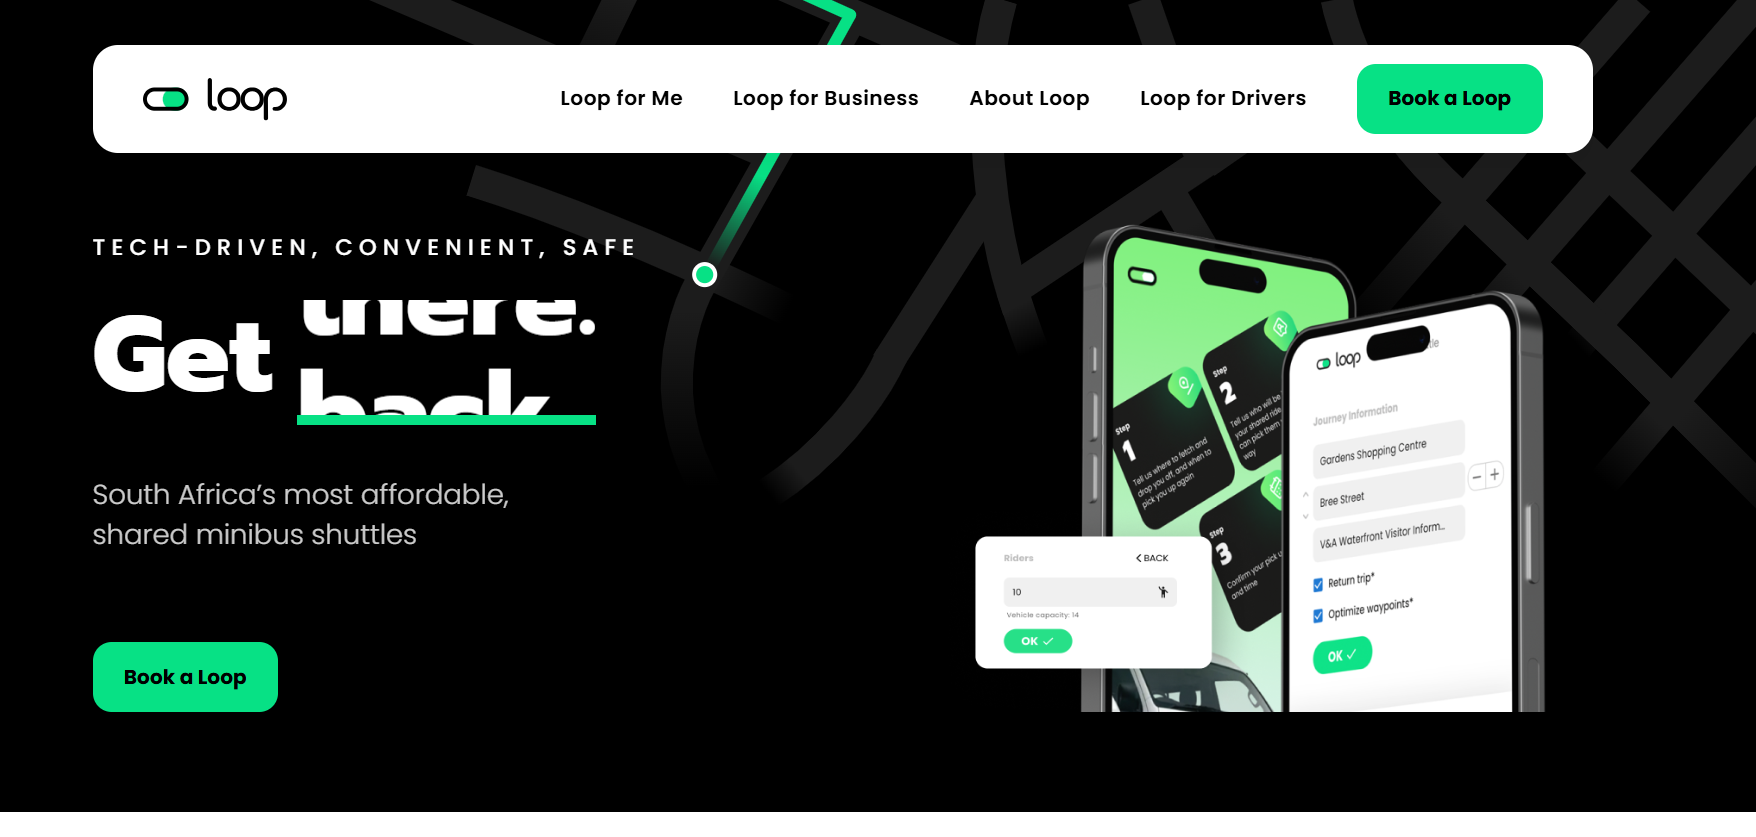 loop
Loop for Me
Loop for Business
About Loop
Loop for Drivers
Book a Loop
TECH-DRIVEN, CONVENIENT, SAFE
Get there.
back
South Africa’s most affordable,
shared minibus shuttles
Book a Loop
Step
1
Tell us where to fetch and
drop you off, and when to
pick you up again
Step
2
Tell us who will be
your shared ride,
can pick them
way
Step
3
Confirm your pick u
and time
loop
Journey Information
Gardens Shopping Centre
Bree Street
V&A Waterfront Visitor Inform...
Return trip*
Optimize waypoints*
OK
Riders
BACK
10
Vehicle capacity: 14
OK